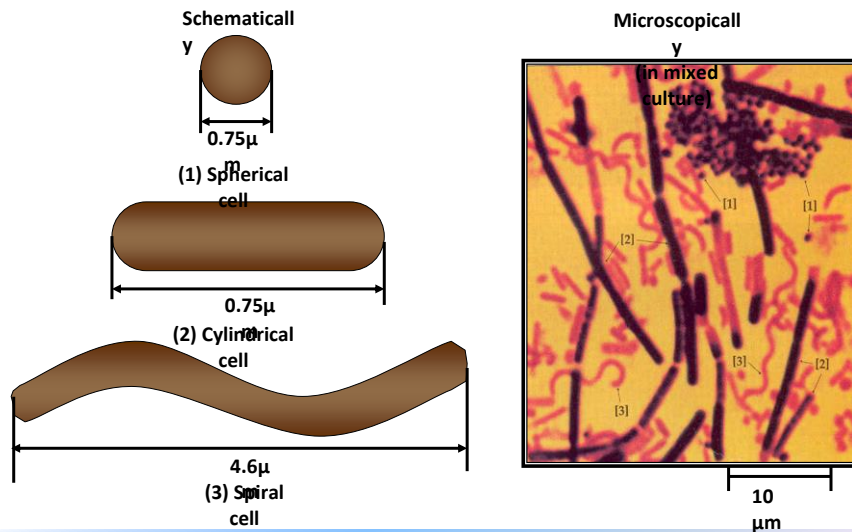 Schematicall
y
0.75μ
m
(1) Spherical
cell
0.75μ
m
(2) Cylindrical
cell
4.6μ
m
(3) Spiral
cell
Microscopicall
y
(in mixed
culture)
[1]
[1]
[2]
[3]
[2]
[3]
10
μm